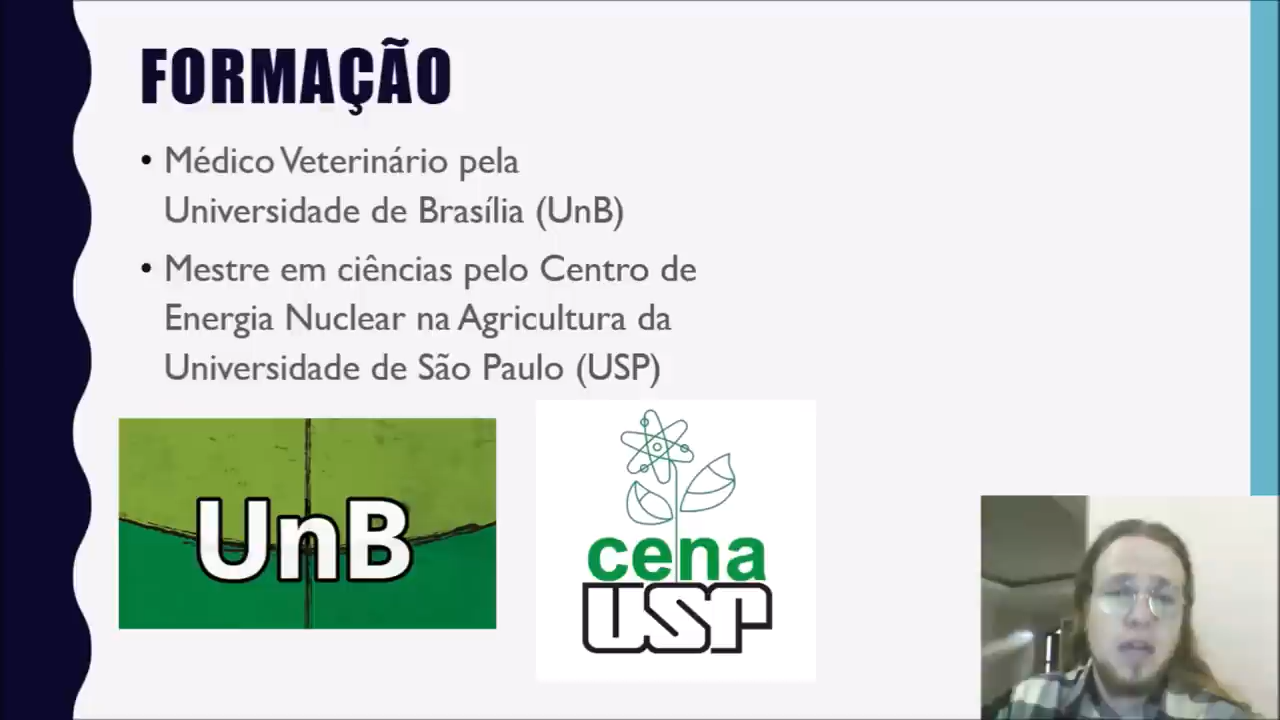 FORMAÇÃO
• Médico Veterinário pela
Universidade de Brasília (UnB)
• Mestre em ciências pelo Centro de
Energia Nuclear na Agricultura da
Universidade de São Paulo (USP)
UnB
cena
USP